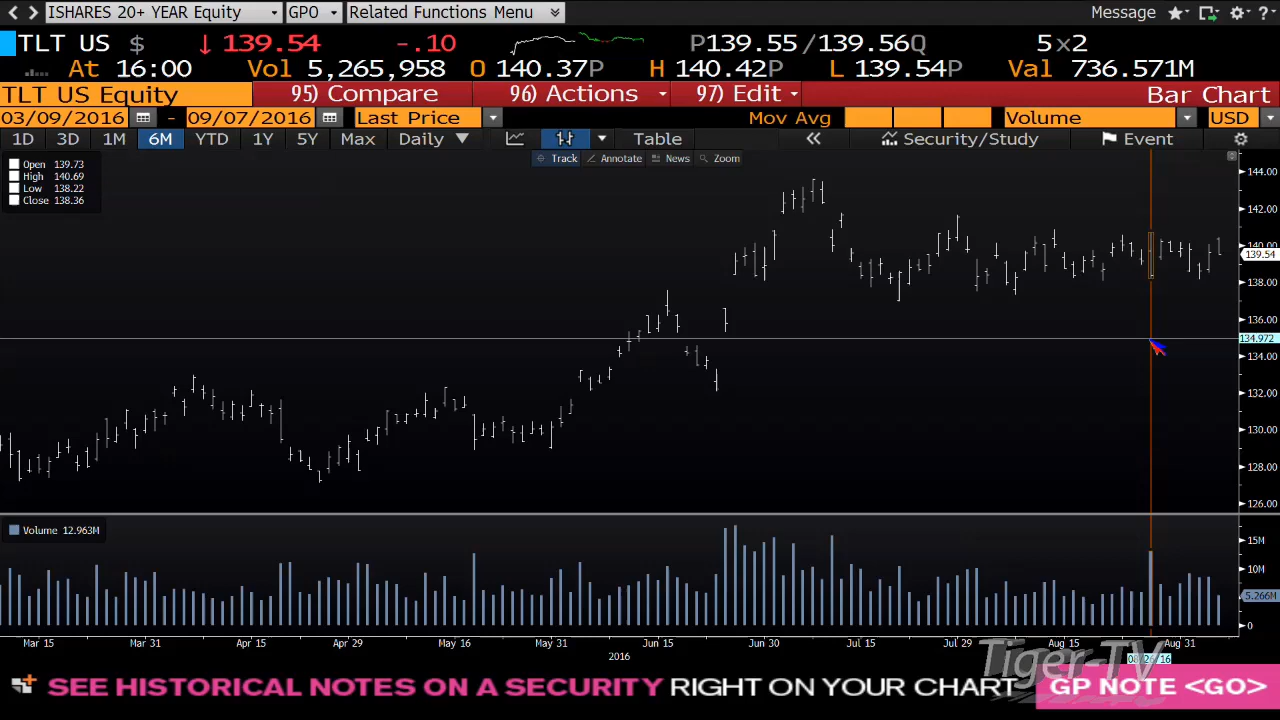 ISHARES 20+ YEAR Equity GPO Related Functions Menu Message
TLT US $ ↓ 139.54 -.10 P139.55 /139.56Q 5x2
At 16:00 Vol 5,265,958 O 140.37P H 140.42P L 139.54P Val 736.571M
TLT US Equity 95) Compare 96) Actions 97) Edit Bar Chart
03/09/2016 - 09/07/2016 Last Price Mov Avg Volume USD
1D 3D 1M 6M YTD 1Y 5Y Max Daily ▼ Table « Security/Study Event
Track Annotate News Zoom
Open 139.73
High 140.69
Low 138.22
Close 138.36
144.00
142.00
140.00
139.54
138.00
136.00
134.972
134.00
132.00
130.00
128.00
126.00
Volume 12.963M
15M
10M
5.266M
0
Mar 15 Mar 31 Apr 15 Apr 29 May 16 May 31 Jun 15 Jun 30 Jul 15 Jul 29 Aug 15 Aug 31
2016
Tiger-TV
SEE HISTORICAL NOTES ON A SECURITY RIGHT ON YOUR CHART GP NOTE <GO>